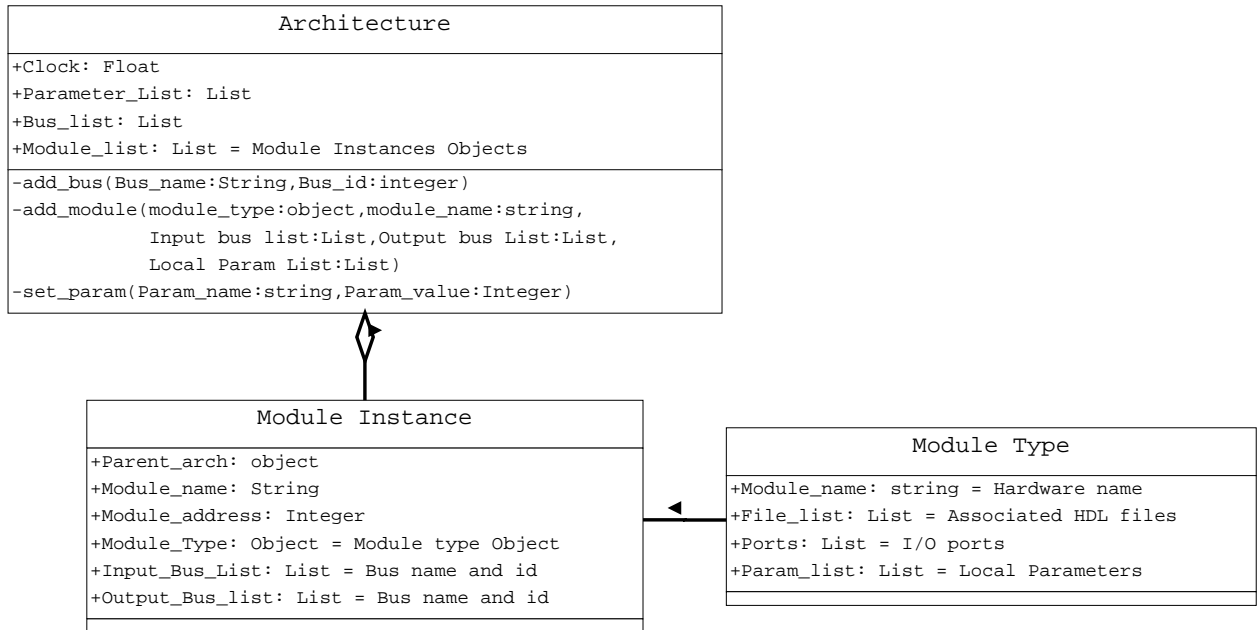 Architecture
+Clock: Float
+Parameter_List: List
+Bus_list: List
+Module_list: List = Module Instances Objects
-add_bus(Bus_name:String,Bus_id:integer)
-add_module(module_type:object,module_name:string,
Input bus list:List,Output bus List:List,
Local Param List:List)
-set_param(Param_name:string,Param_value:Integer)
Module Instance
+Parent_arch: object
+Module_name: String
+Module_address: Integer
+Module_Type: Object = Module type Object
+Input_Bus_List: List = Bus name and id
+Output_Bus_list: List = Bus name and id
Module Type
+Module_name: string = Hardware name
+File_list: List = Associated HDL files
+Ports: List = I/O ports
+Param_list: List = Local Parameters